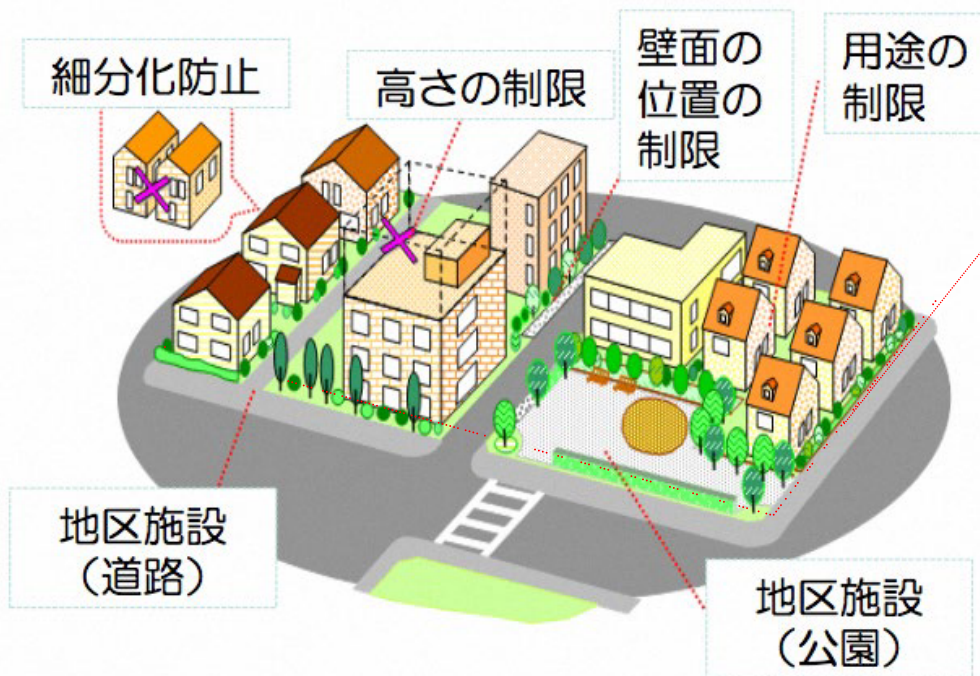 細分化防止
高さの制限
壁面の
位置の
制限
用途の
制限
地区施設
（道路）
地区施設
（公園）